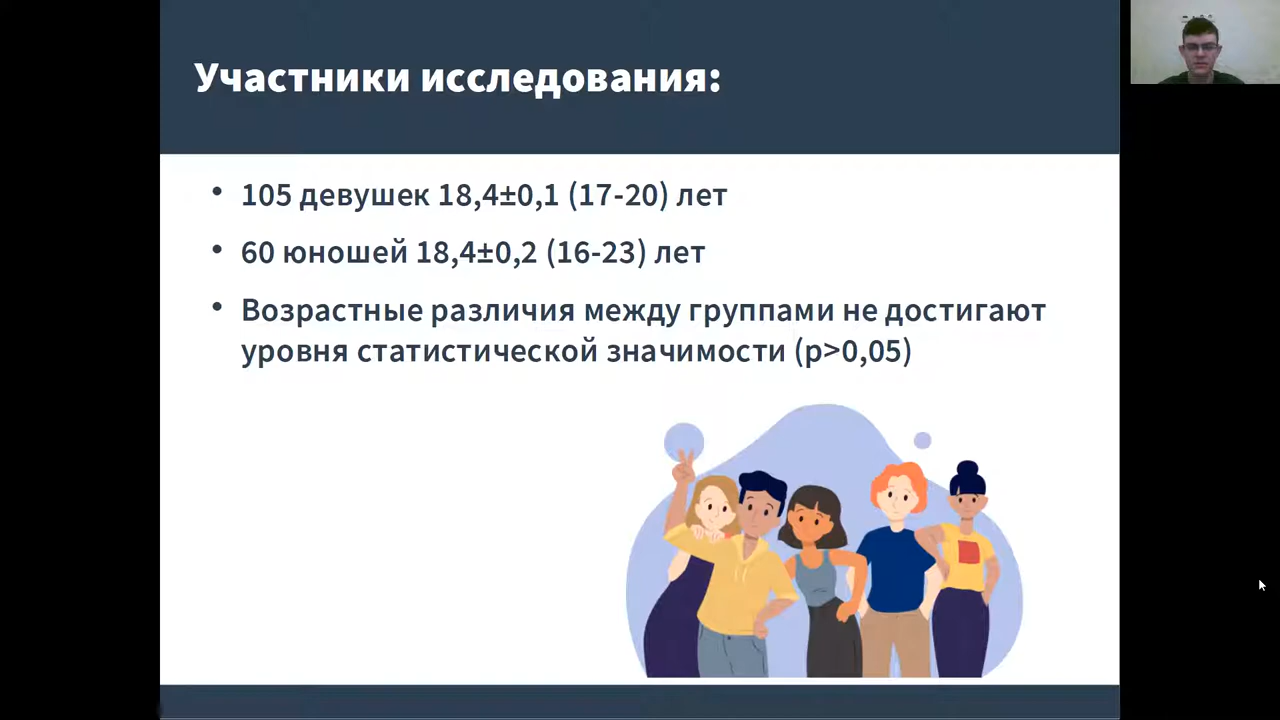 Участники исследования:
• 105 девушек 18,4±0,1 (17-20) лет
• 60 юношей 18,4±0,2 (16-23) лет
• Возрастные различия между группами не достигают
уровня статистической значимости (p>0,05)